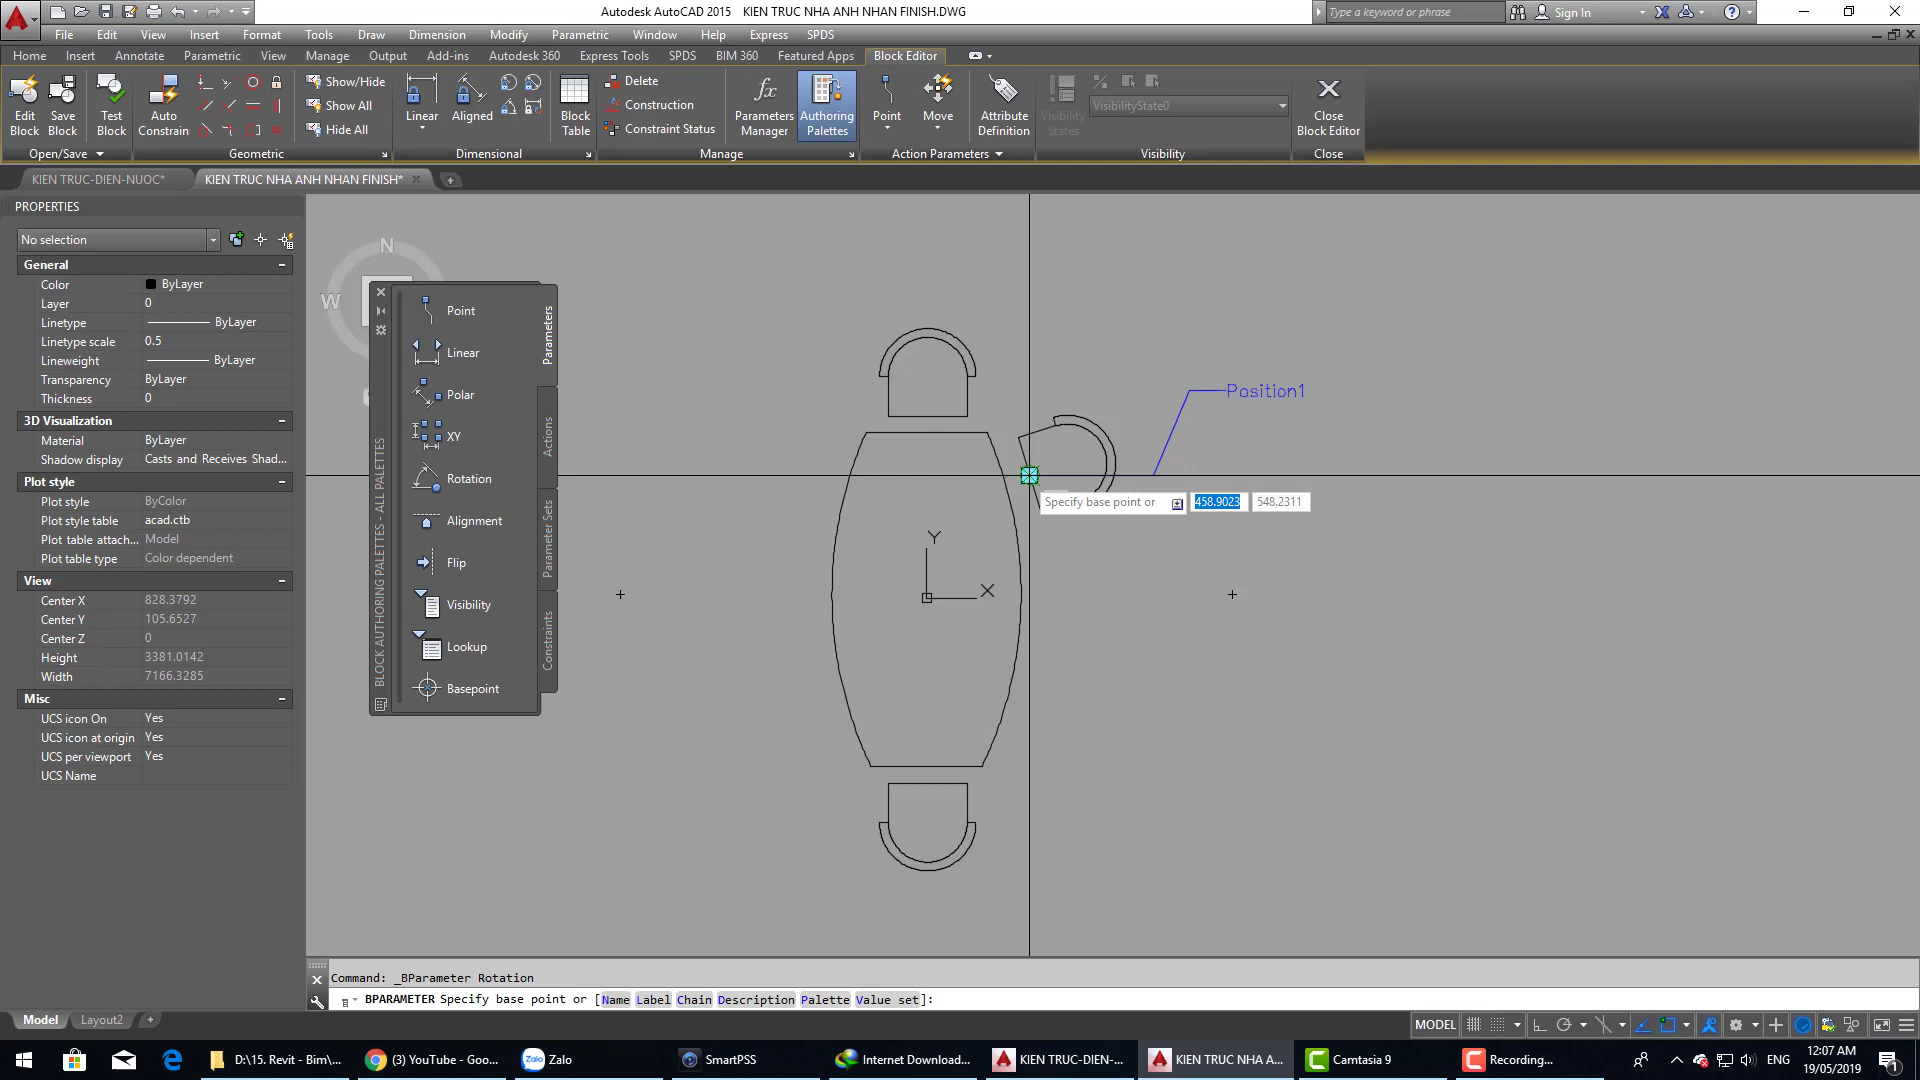 Autodesk AutoCAD 2015 KIEN TRUC NHA ANH NHAN FINISH.DWG
Type a keyword or phrase
Sign In
File Edit View Insert Format Tools Draw Dimension Modify Parametric Window Help Express SPDS
Home Insert Annotate Parametric View Manage Output Add-ins Autodesk 360 Express Tools SPDS BIM 360 Featured Apps Block Editor
Edit Block
Save Block
Test Block
Auto Constrain
Show/Hide
Show All
Hide All
Linear
Aligned
Block Table
Delete
Construction
Constraint Status
fx
Parameters Manager
Authoring Palettes
Point
Move
Attribute Definition
Visibility States
VisibilityState0
Close Block Editor
Open/Save
Geometric
Dimensional
Manage
Action Parameters
Visibility
Close
KIEN TRUC-DIEN-NUOC*
KIEN TRUC NHA ANH NHAN FINISH*
PROPERTIES
No selection
General
Color ByLayer
Layer 0
Linetype ByLayer
Linetype scale 0.5
Lineweight ByLayer
Transparency ByLayer
Thickness 0
3D Visualization
Material ByLayer
Shadow display Casts and Receives Shad...
Plot style
Plot style ByColor
Plot style table acad.ctb
Plot table attach... Model
Plot table type Color dependent
View
Center X 828.3792
Center Y 105.6527
Center Z 0
Height 3381.0142
Width 7166.3285
Misc
UCS icon On Yes
UCS icon at origin Yes
UCS per viewport Yes
UCS Name
N
W
BLOCK AUTHORING PALETTES - ALL PALETTES
Point
Linear
Polar
XY
Rotation
Alignment
Flip
Visibility
Lookup
Basepoint
Parameters
Actions
Parameter Sets
Constraints
Position1
Specify base point or 458.9023 548.2311
Y
X
Command: _BParameter Rotation
BPARAMETER Specify base point or [Name Label Chain Description Palette Value set]:
Model Layout2
MODEL
D:\15. Revit - Bim\...
(3) YouTube - Goo...
Zalo
SmartPSS
Internet Download...
KIEN TRUC-DIEN-...
KIEN TRUC NHA A...
Camtasia 9
Recording...
ENG
12:07 AM
19/05/2019
1